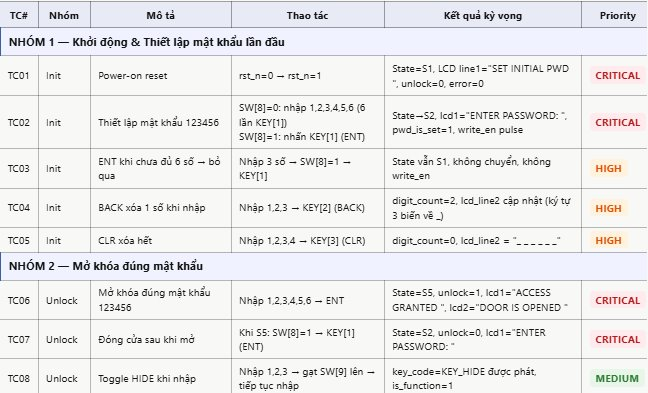 TC# Nhóm Mô tả Thao tác Kết quả kỳ vọng Priority
NHÓM 1 — Khởi động & Thiết lập mật khẩu lần đầu
TC01 Init Power-on reset rst_n=0 → rst_n=1 State=S1, LCD line1="SET INITIAL PWD
", unlock=0, error=0 CRITICAL
TC02 Init Thiết lập mật khẩu 123456 SW[8]=0: nhập 1,2,3,4,5,6 (6
lần KEY[1])
SW[8]=1: nhấn KEY[1] (ENT) State→S2, lcd1="ENTER PASSWORD: ",
pwd_is_set=1, write_en pulse CRITICAL
TC03 Init ENT khi chưa đủ 6 số → bỏ
qua Nhập 3 số → SW[8]=1 →
KEY[1] State vẫn S1, không chuyển, không
write_en HIGH
TC04 Init BACK xóa 1 số khi nhập Nhập 1,2,3 → KEY[2] (BACK) digit_count=2, lcd_line2 cập nhật (ký tự
3 biến về _) HIGH
TC05 Init CLR xóa hết Nhập 1,2,3,4 → KEY[3] (CLR) digit_count=0, lcd_line2 = "_ _ _ _ _ _" HIGH
NHÓM 2 — Mở khóa đúng mật khẩu
TC06 Unlock Mở khóa đúng mật khẩu
123456 Nhập 1,2,3,4,5,6 → ENT State=S5, unlock=1, lcd1="ACCESS
GRANTED ", lcd2="DOOR IS OPENED " CRITICAL
TC07 Unlock Đóng cửa sau khi mở Khi S5: SW[8]=1 → KEY[1]
(ENT) State=S2, unlock=0, lcd1="ENTER
PASSWORD: " CRITICAL
TC08 Unlock Toggle HIDE khi nhập Nhập 1,2,3 → gạt SW[9] lên →
tiếp tục nhập key_code=KEY_HIDE được phát,
is_function=1 MEDIUM